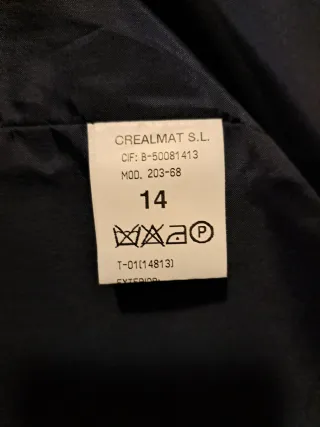 CREALMAT S.L.
CIF: B-50081413
MOD. 203-68
14
P
T-01(14813)